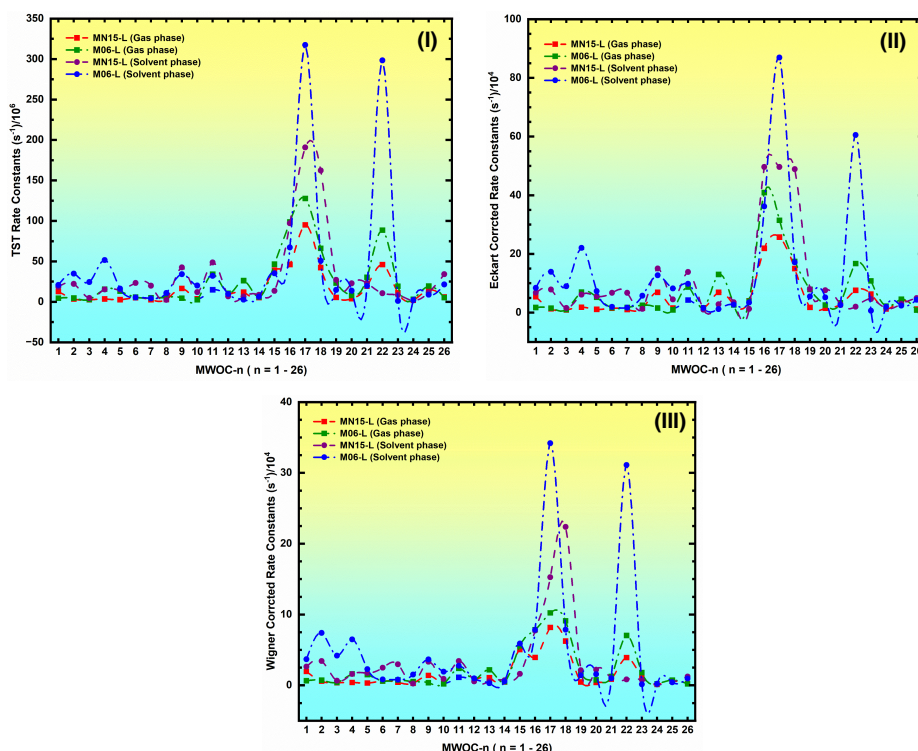 (I)
MN15-L (Gas phase)
M06-L (Gas phase)
MN15-L (Solvent phase)
M06-L (Solvent phase)
TST Rate Constants (s⁻¹)/10⁶
350
300
250
200
150
100
50
0
−50
1 2 3 4 5 6 7 8 9 10 11 12 13 14 15 16 17 18 19 20 21 22 23 24 25 26
MWOC-n ( n = 1 - 26)
(II)
MN15-L (Gas phase)
M06-L (Gas phase)
MN15-L (Solvent phase)
M06-L (Solvent phase)
Eckart Corrcted Rate Constants (s⁻¹)/10⁴
100
80
60
40
20
0
1 2 3 4 5 6 7 8 9 10 11 12 13 14 15 16 17 18 19 20 21 22 23 24 25 26
MWOC-n ( n = 1 - 26)
(III)
MN15-L (Gas phase)
M06-L (Gas phase)
MN15-L (Solvent phase)
M06-L (Solvent phase)
Wigner Corrcted Rate Constants (s⁻¹)/10⁴
40
30
20
10
0
1 2 3 4 5 6 7 8 9 10 11 12 13 14 15 16 17 18 19 20 21 22 23 24 25 26
MWOC-n ( n = 1 - 26)